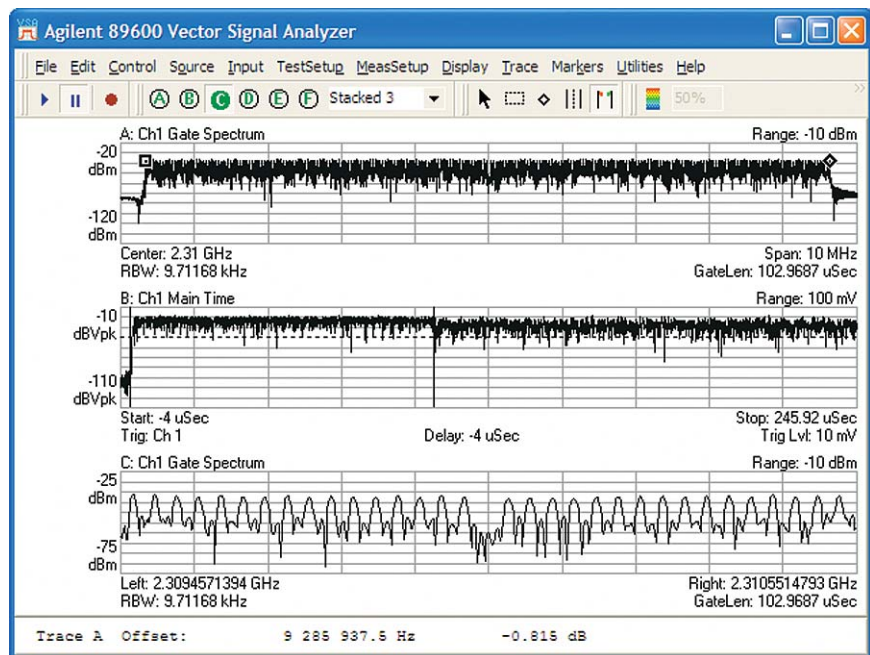 VSA
Agilent 89600 Vector Signal Analyzer
File Edit Control Source Input TestSetup MeasSetup Display Trace Markers Utilities Help
A B C D E F Stacked 3 50%
A: Ch1 Gate Spectrum Range: -10 dBm
-20
dBm
-120
dBm
Center: 2.31 GHz Span: 10 MHz
RBW: 9.71168 kHz GateLen: 102.9687 uSec
B: Ch1 Main Time Range: 100 mV
-10
dBVpk
-110
dBVpk
Start: -4 uSec Stop: 245.92 uSec
Trig: Ch 1 Delay: -4 uSec Trig Lvl: 10 mV
C: Ch1 Gate Spectrum Range: -10 dBm
-25
dBm
-75
dBm
Left: 2.3094571394 GHz Right: 2.3105514793 GHz
RBW: 9.71168 kHz GateLen: 102.9687 uSec
Trace A Offset: 9 285 937.5 Hz -0.815 dB